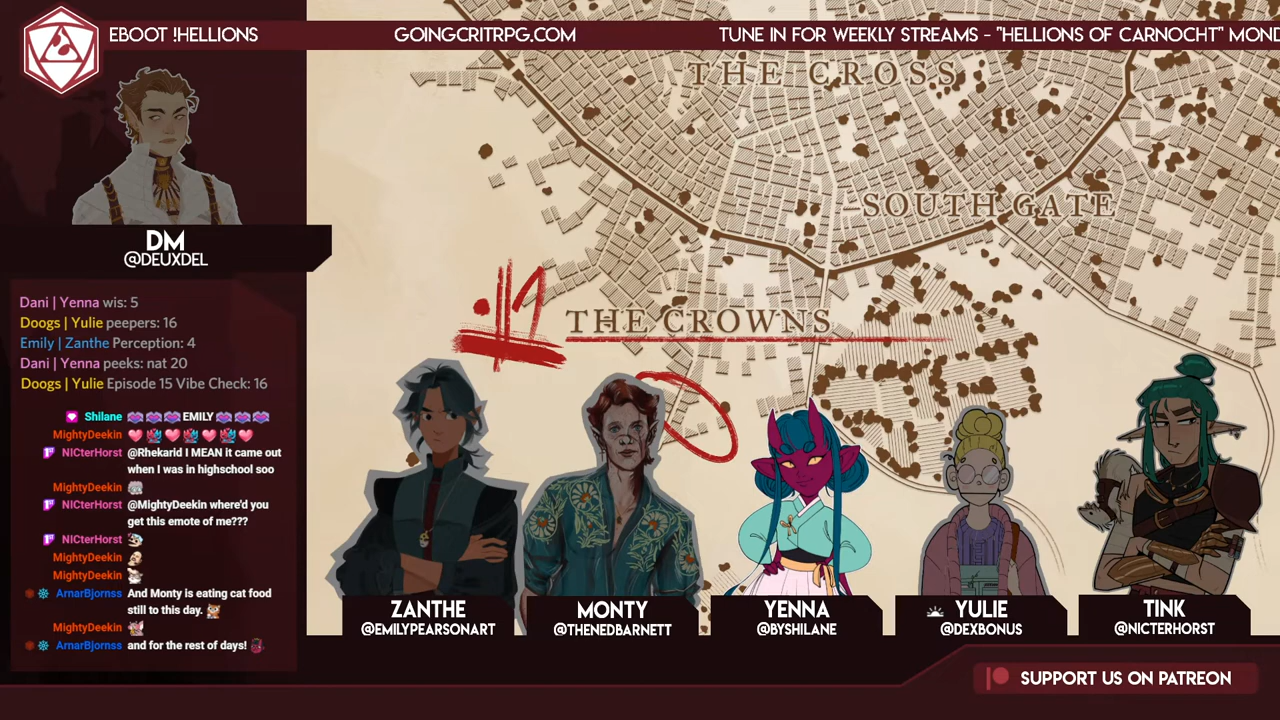 EBOOT !HELLIONS
GOINGCRITRPG.COM
TUNE IN FOR WEEKLY STREAMS - "HELLIONS OF CARNOCHT" MOND
THE CROSS
SOUTH GATE
THE CROWNS
DM
@DEUXDEL
Dani | Yenna wis: 5
Doogs | Yulie peepers: 16
Emily | Zanthe Perception: 4
Dani | Yenna peeks: nat 20
Doogs | Yulie Episode 15 Vibe Check: 16
Shilane EMILY
MightyDeekin
NICterHorst @Rhekarid I MEAN it came out
when I was in highschool soo
MightyDeekin
NICterHorst @MightyDeekin where'd you
get this emote of me???
NICterHorst
MightyDeekin
MightyDeekin
ArnarBjornss And Monty is eating cat food
still to this day.
MightyDeekin
ArnarBjornss and for the rest of days!
ZANTHE
@EMILYPEARSONART
MONTY
@THENEDBARNETT
YENNA
@BYSHILANE
YULIE
@DEXBONUS
TINK
@NICTERHORST
SUPPORT US ON PATREON